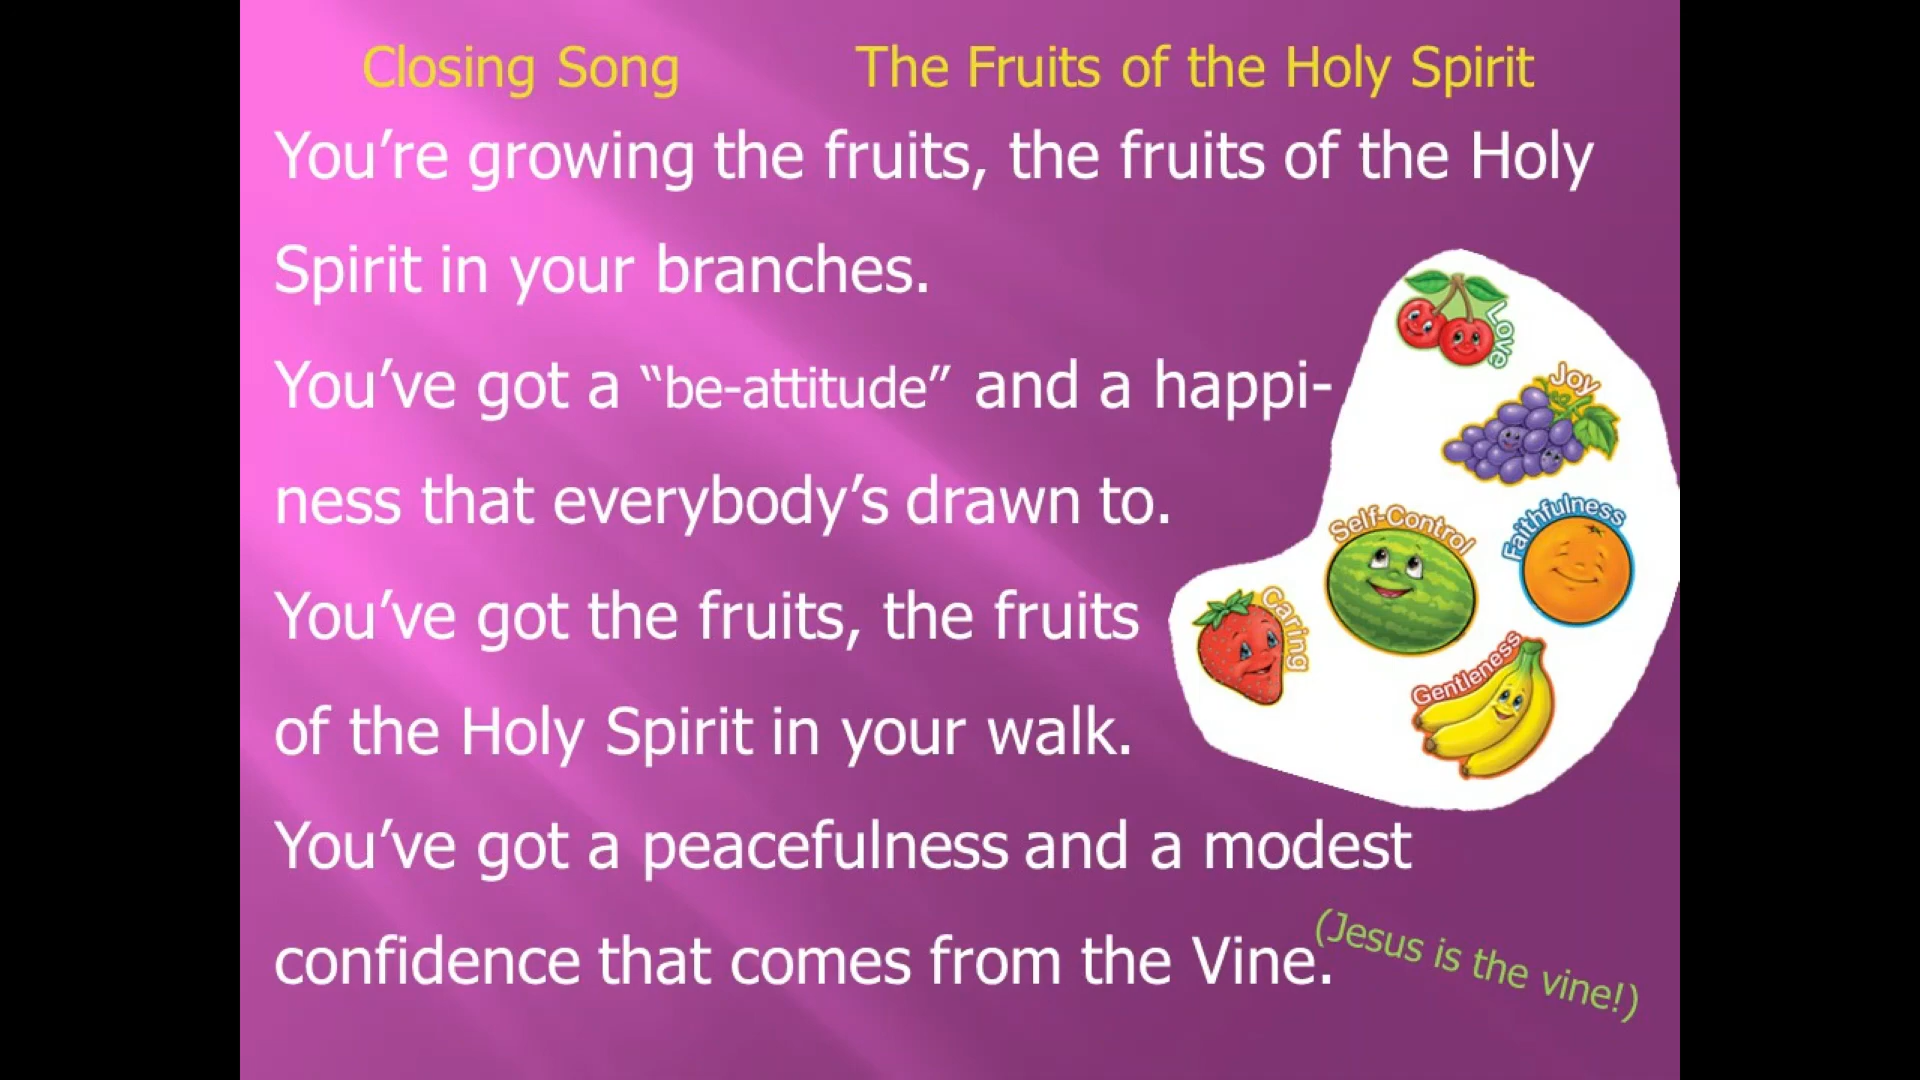 Closing Song The Fruits of the Holy Spirit
You’re growing the fruits, the fruits of the Holy
Spirit in your branches.
You’ve got a “be-attitude” and a happi-
ness that everybody’s drawn to.
You’ve got the fruits, the fruits
of the Holy Spirit in your walk.
You’ve got a peacefulness and a modest
confidence that comes from the Vine.
(Jesus is the vine!)
Love
Joy
Self-Control
Faithfulness
Caring
Gentleness